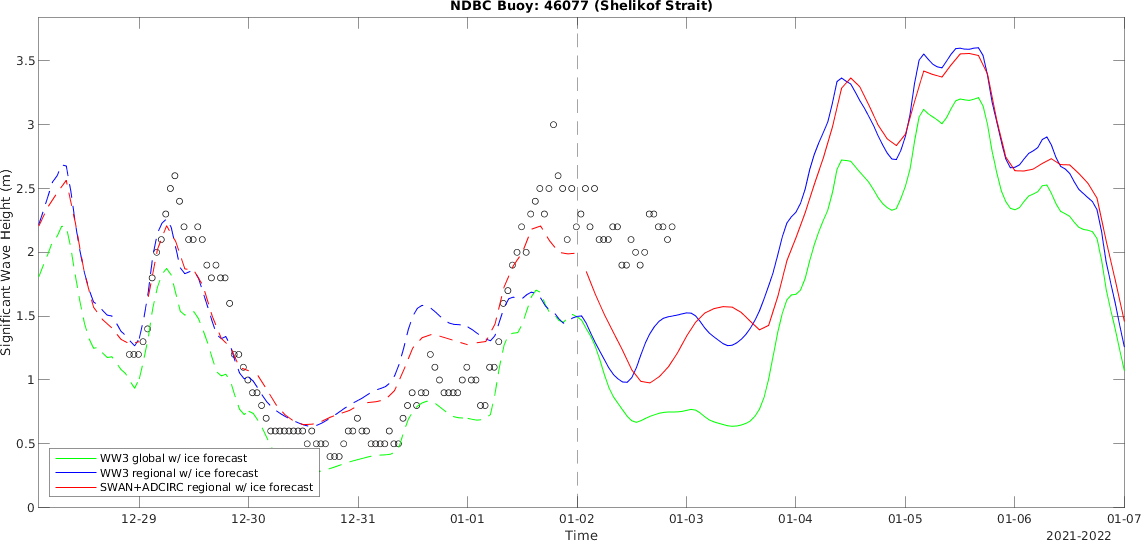 NDBC Buoy: 46077 (Shelikof Strait)
Significant Wave Height (m)
3.5
3
2.5
2
1.5
1
0.5
0
WW3 global w/ ice forecast
WW3 regional w/ ice forecast
SWAN+ADCIRC regional w/ ice forecast
12-29 12-30 12-31 01-01 01-02 01-03 01-04 01-05 01-06 01-07
Time
2021-2022